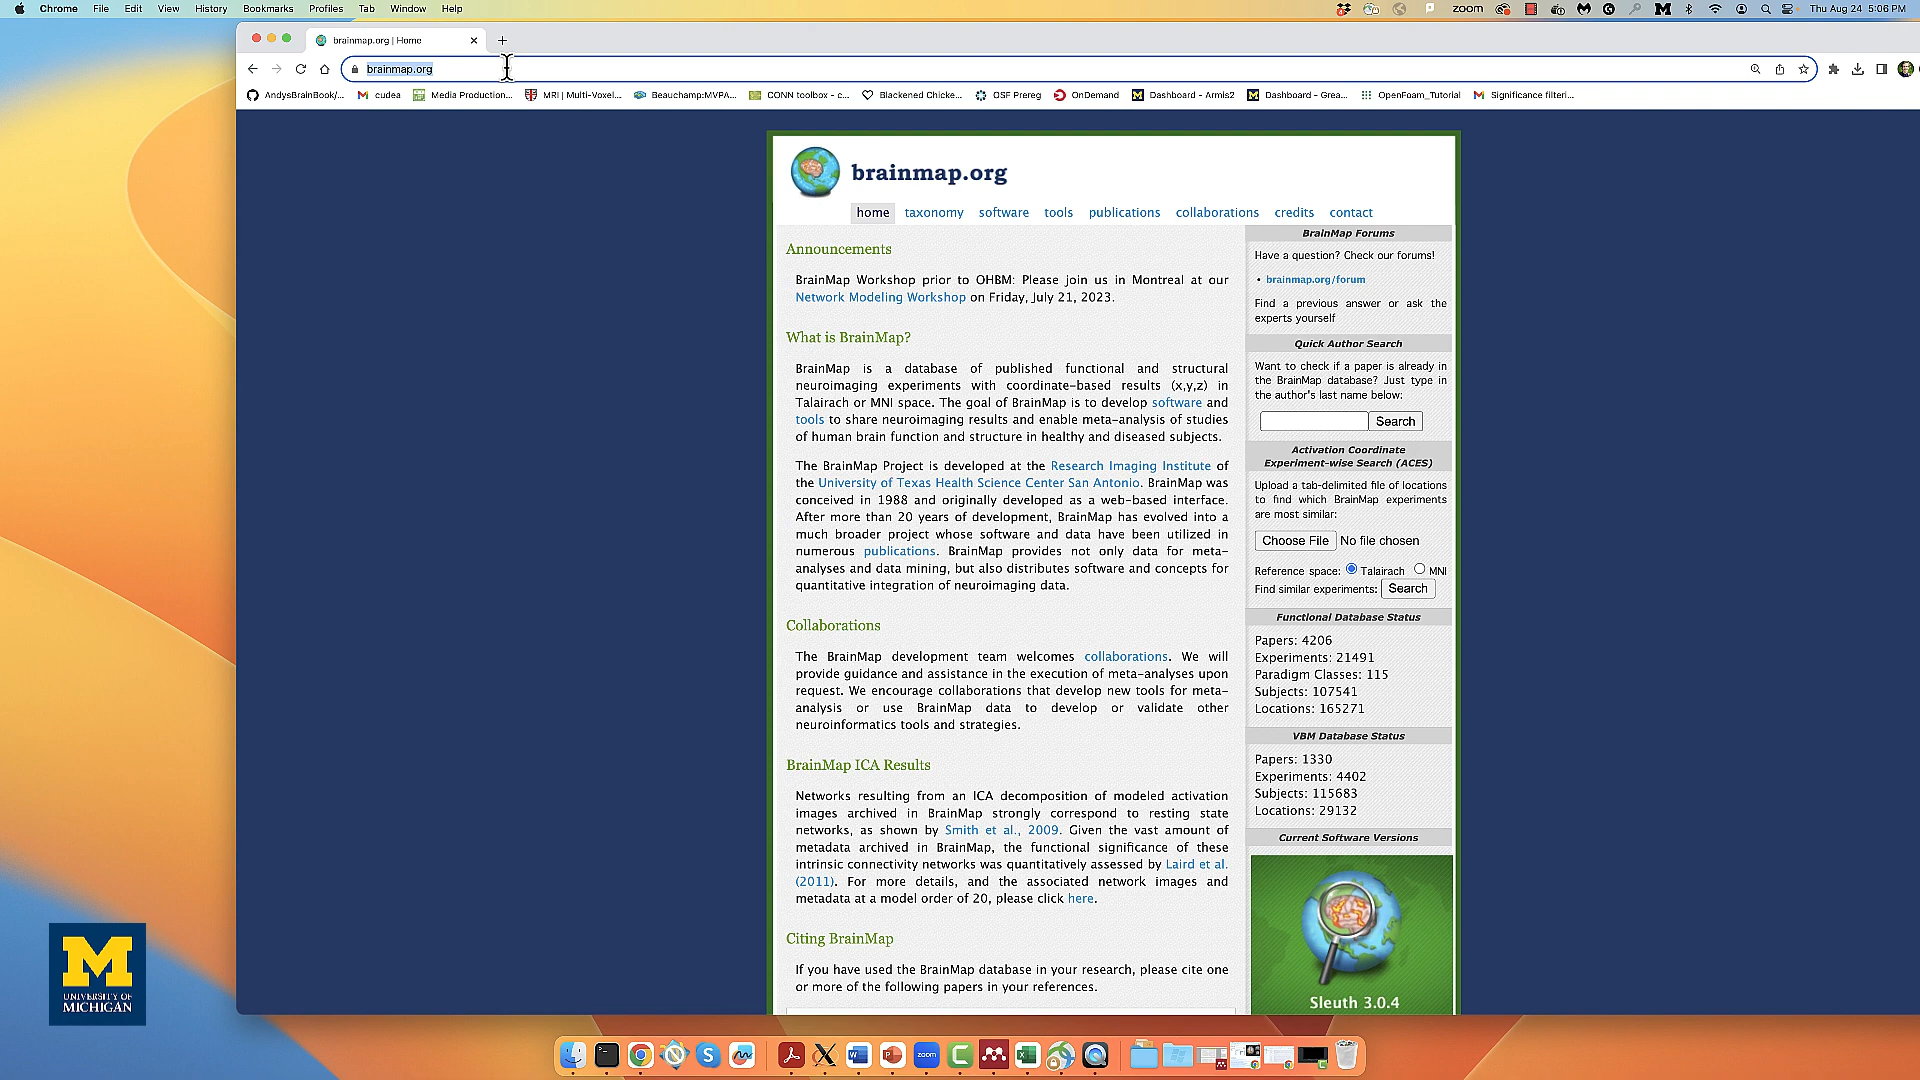 Chrome File Edit View History Bookmarks Profiles Tab Window Help
zoom
Thu Aug 24 5:06 PM
brainmap.org | Home
brainmap.org
AndysBrainBook/...
cudea
Media Production...
MRI | Multi-Voxel...
Beauchamp:MVPA...
CONN toolbox - c...
Blackened Chicke...
OSF Prereg
OnDemand
Dashboard - Armis2
Dashboard - Grea...
OpenFoam_Tutorial
Significance filteri...
brainmap.org
home taxonomy software tools publications collaborations credits contact
Announcements
BrainMap Workshop prior to OHBM: Please join us in Montreal at our
Network Modeling Workshop on Friday, July 21, 2023.
What is BrainMap?
BrainMap is a database of published functional and structural
neuroimaging experiments with coordinate-based results (x,y,z) in
Talairach or MNI space. The goal of BrainMap is to develop software and
tools to share neuroimaging results and enable meta-analysis of studies
of human brain function and structure in healthy and diseased subjects.
The BrainMap Project is developed at the Research Imaging Institute of
the University of Texas Health Science Center San Antonio. BrainMap was
conceived in 1988 and originally developed as a web-based interface.
After more than 20 years of development, BrainMap has evolved into a
much broader project whose software and data have been utilized in
numerous publications. BrainMap provides not only data for meta-
analyses and data mining, but also distributes software and concepts for
quantitative integration of neuroimaging data.
Collaborations
The BrainMap development team welcomes collaborations. We will
provide guidance and assistance in the execution of meta-analyses upon
request. We encourage collaborations that develop new tools for meta-
analysis or use BrainMap data to develop or validate other
neuroinformatics tools and strategies.
BrainMap ICA Results
Networks resulting from an ICA decomposition of modeled activation
images archived in BrainMap strongly correspond to resting state
networks, as shown by Smith et al., 2009. Given the vast amount of
metadata archived in BrainMap, the functional significance of these
intrinsic connectivity networks was quantitatively assessed by Laird et al.
(2011). For more details, and the associated network images and
metadata at a model order of 20, please click here.
Citing BrainMap
If you have used the BrainMap database in your research, please cite one
or more of the following papers in your references.
BrainMap Forums
Have a question? Check our forums!
• brainmap.org/forum
Find a previous answer or ask the
experts yourself
Quick Author Search
Want to check if a paper is already in
the BrainMap database? Just type in
the author's last name below:
Search
Activation Coordinate
Experiment-wise Search (ACES)
Upload a tab-delimited file of locations
to find which BrainMap experiments
are most similar:
Choose File No file chosen
Reference space: Talairach MNI
Find similar experiments: Search
Functional Database Status
Papers: 4206
Experiments: 21491
Paradigm Classes: 115
Subjects: 107541
Locations: 165271
VBM Database Status
Papers: 1330
Experiments: 4402
Subjects: 115683
Locations: 29132
Current Software Versions
Sleuth 3.0.4
M
UNIVERSITY OF
MICHIGAN
zoom